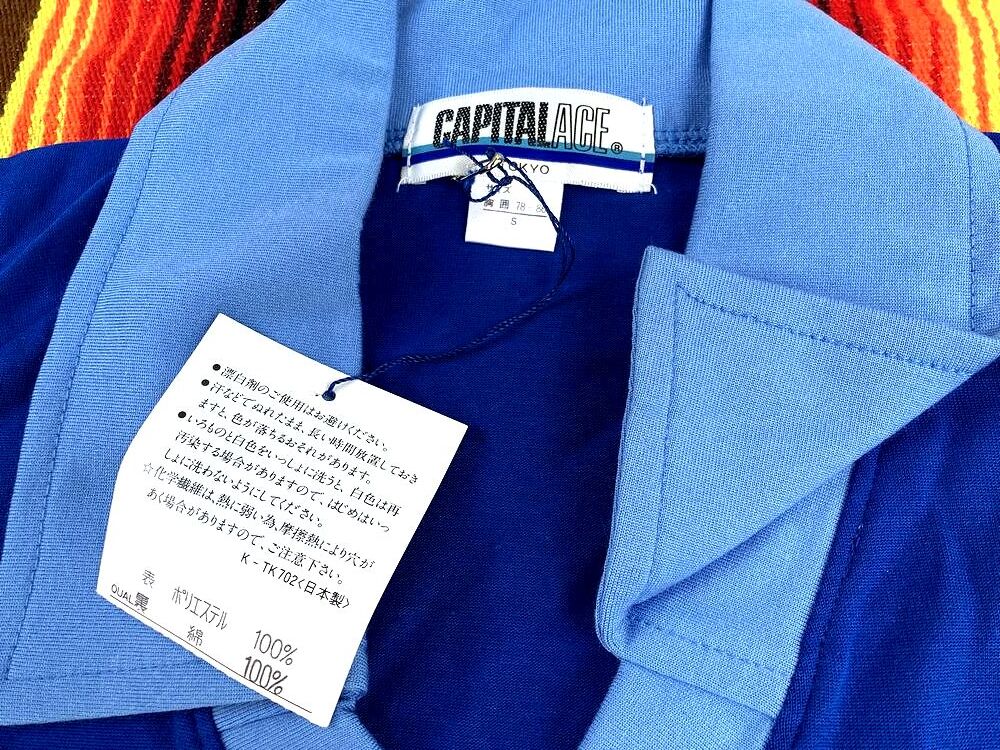 CAPITAL ACE®
KYO
サイズ
胸囲 78
S
●漂白剤のご使用はお避けください。
●汗などでぬれたまま、長い時間放置しておき
ますと、色が落ちるおそれがあります。
●いろものと白色をいっしょに洗うと、白色は再
汚染する場合がありますので、はじめはいっ
しょに洗わないようにしてください。
☆化学繊維は、熱に弱い為、摩擦熱により穴が
あく場合がありますので、ご注意下さい。
K-TK702〈日本製〉
表 ポリエステル 100%
QUAL裏 綿 100%